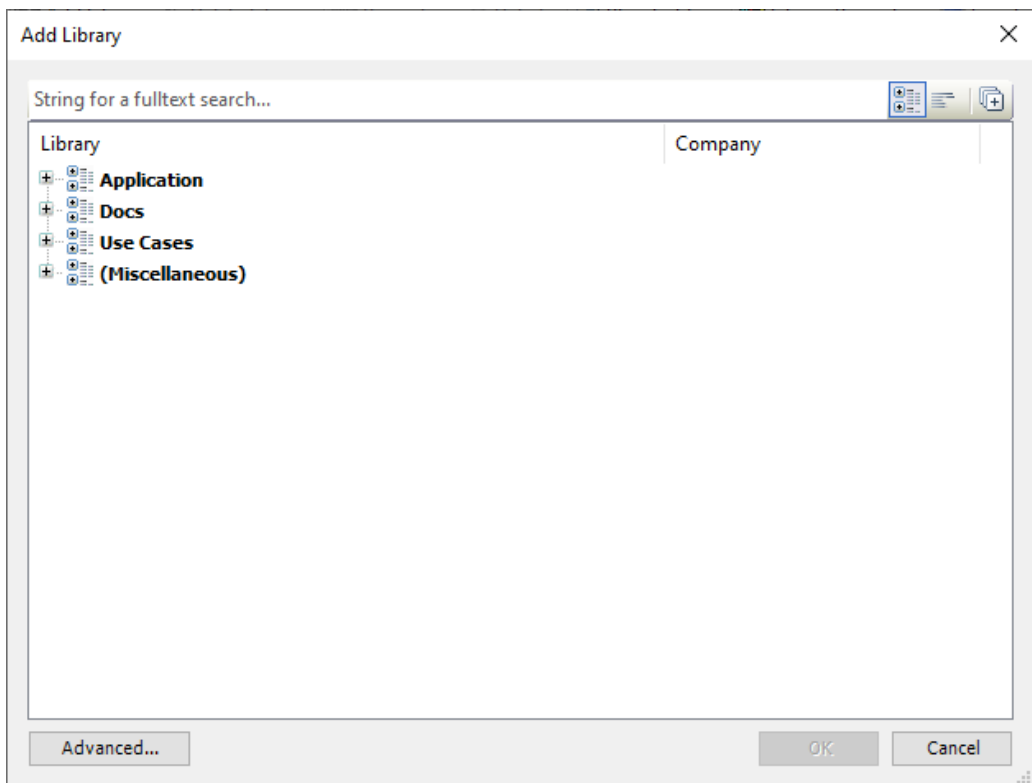 Add Library
String for a fulltext search...
Library Company
Application
Docs
Use Cases
(Miscellaneous)
Advanced... OK Cancel